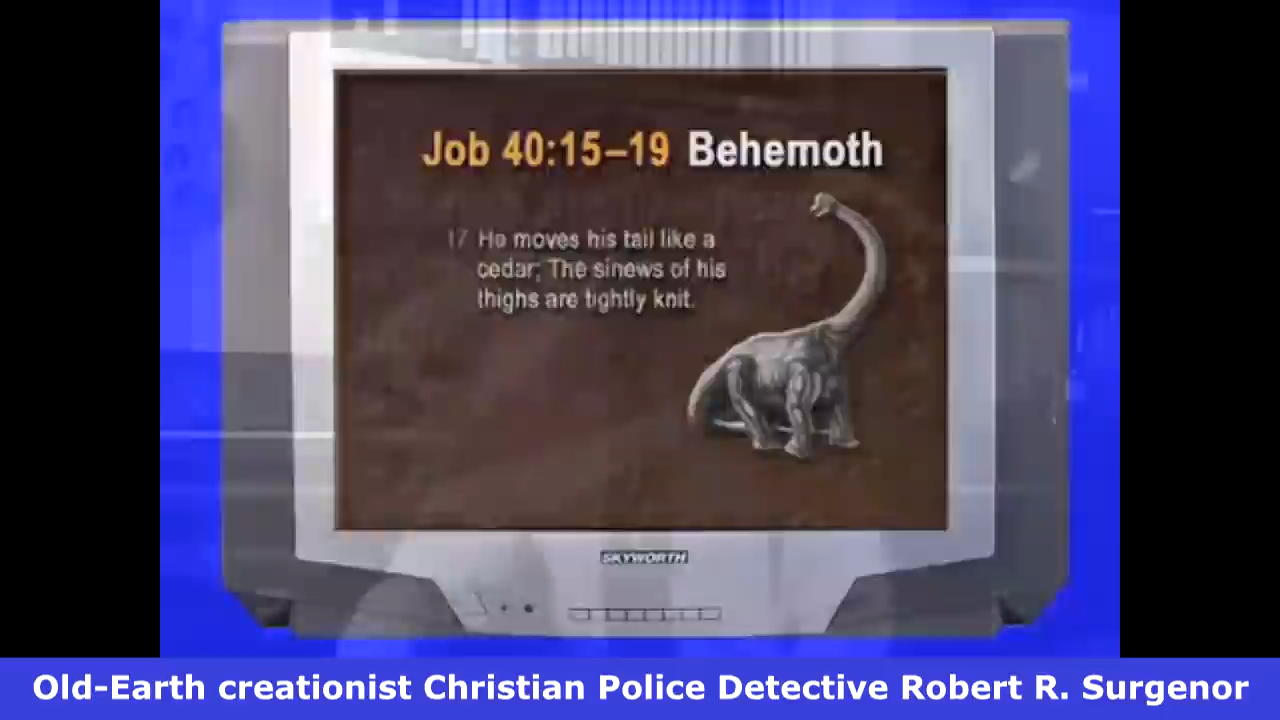 Job 40:15–19 Behemoth
17 He moves his tail like a
cedar; The sinews of his
thighs are tightly knit.
SKYWORTH
Old-Earth creationist Christian Police Detective Robert R. Surgenor